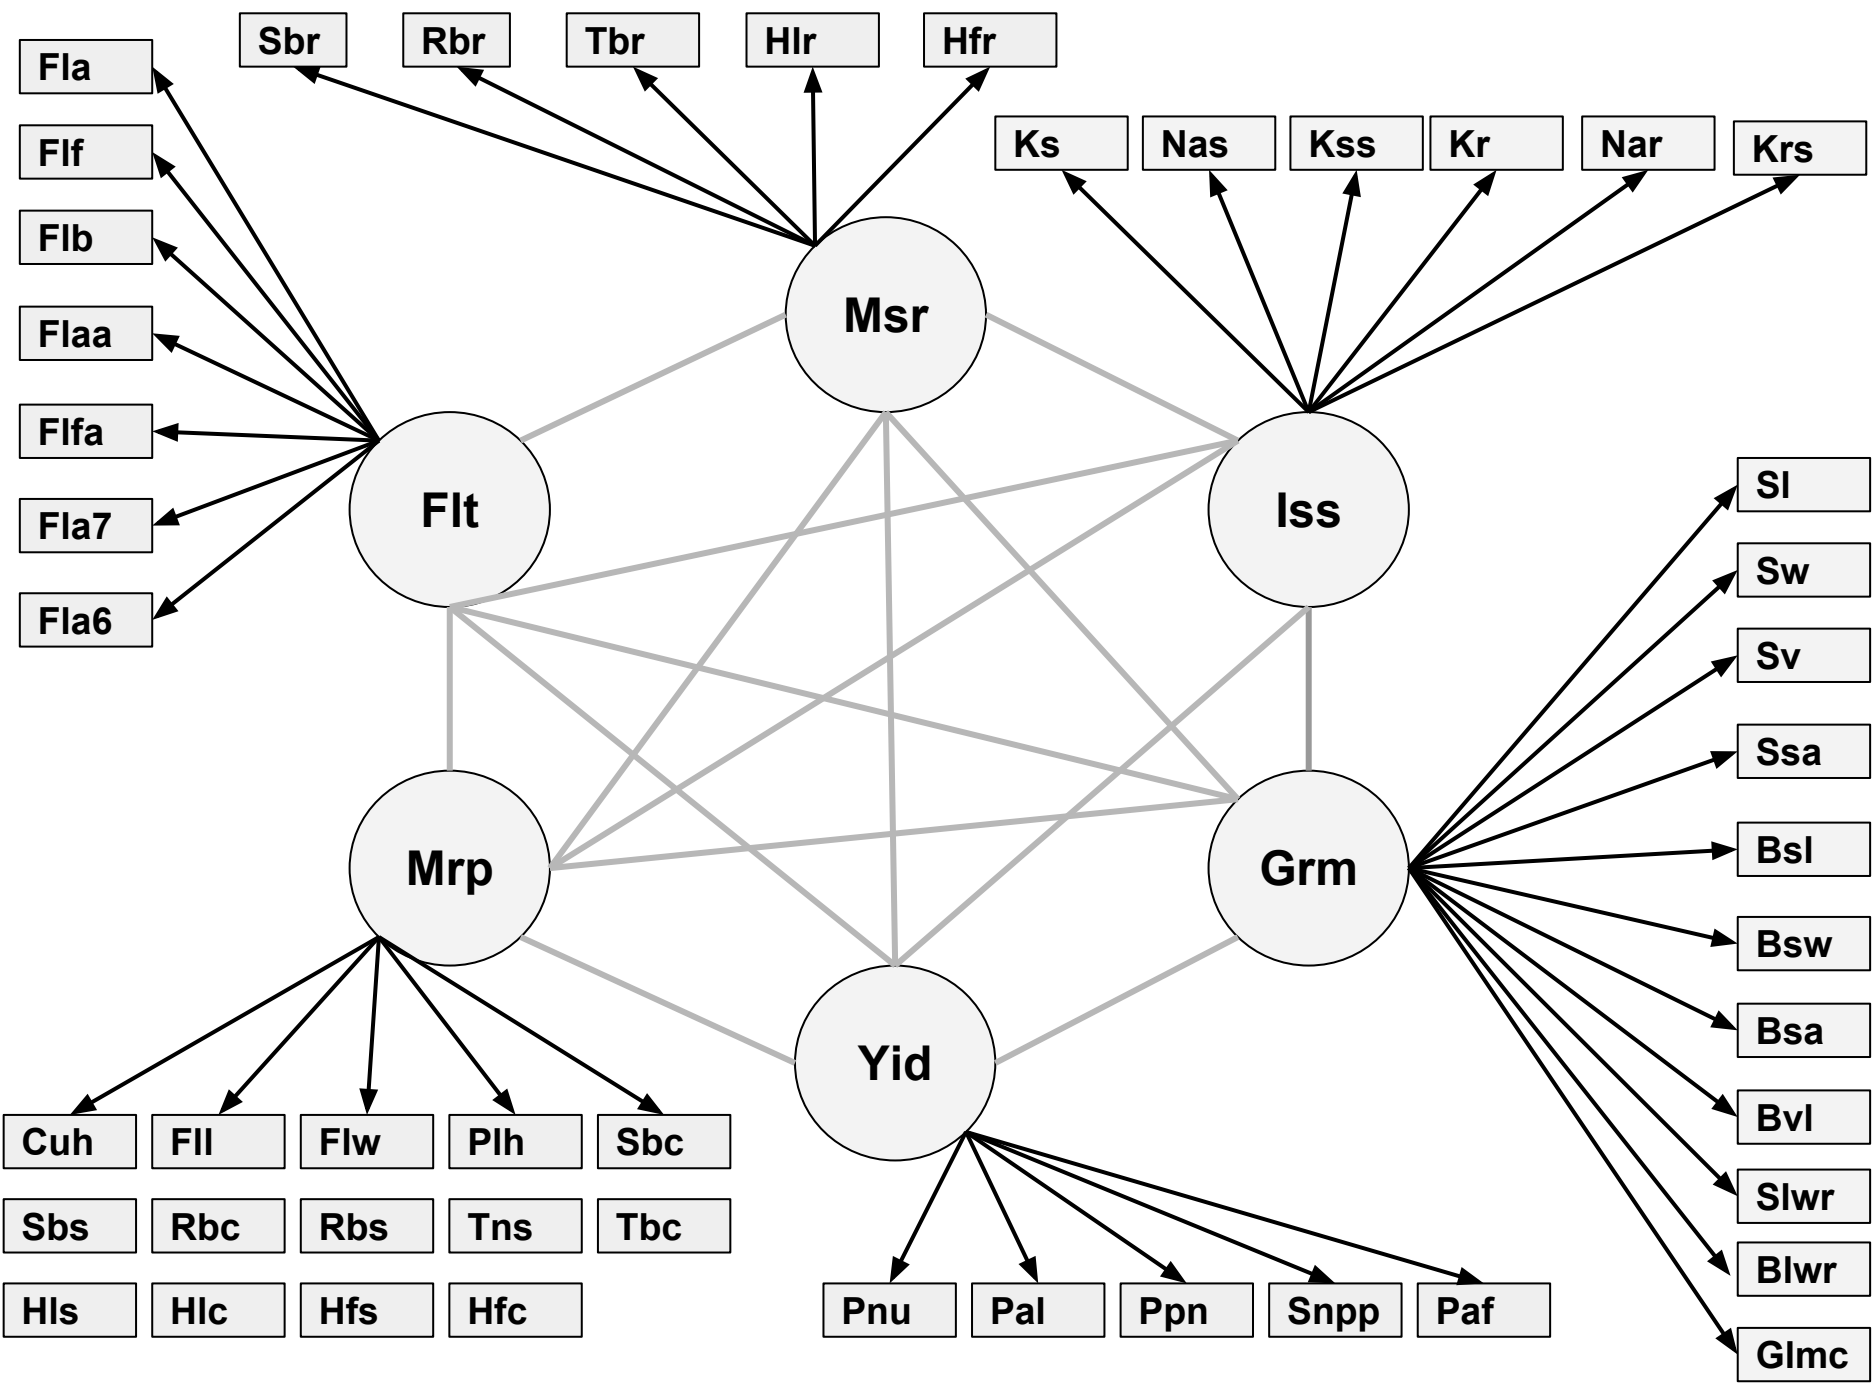 Sbr
Rbr
Tbr
Hlr
Hfr
Fla
Flf
Flb
Flaa
Flfa
Fla7
Fla6
Ks
Nas
Kss
Kr
Nar
Krs
Msr
Flt
Iss
Mrp
Grm
Yid
Sl
Sw
Sv
Ssa
Bsl
Bsw
Bsa
Bvl
Slwr
Blwr
Glmc
Cuh
Fll
Flw
Plh
Sbc
Sbs
Rbc
Rbs
Tns
Tbc
Hls
Hlc
Hfs
Hfc
Pnu
Pal
Ppn
Snpp
Paf